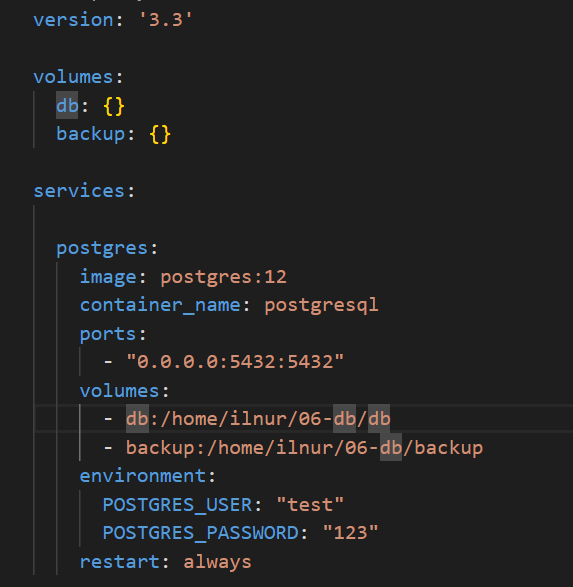 version: '3.3'
volumes:
db: {}
backup: {}
services:
postgres:
image: postgres:12
container_name: postgresql
ports:
- "0.0.0.0:5432:5432"
volumes:
- db:/home/ilnur/06-db/db
- backup:/home/ilnur/06-db/backup
environment:
POSTGRES_USER: "test"
POSTGRES_PASSWORD: "123"
restart: always